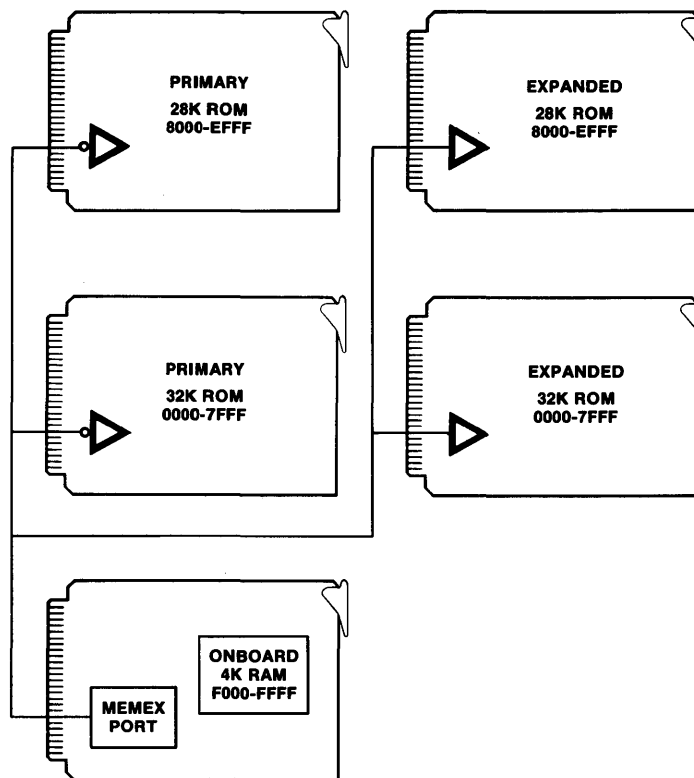 PRIMARY
28K ROM
8000-EFFF
EXPANDED
28K ROM
8000-EFFF
PRIMARY
32K ROM
0000-7FFF
EXPANDED
32K ROM
0000-7FFF
ONBOARD
4K RAM
F000-FFFF
MEMEX
PORT